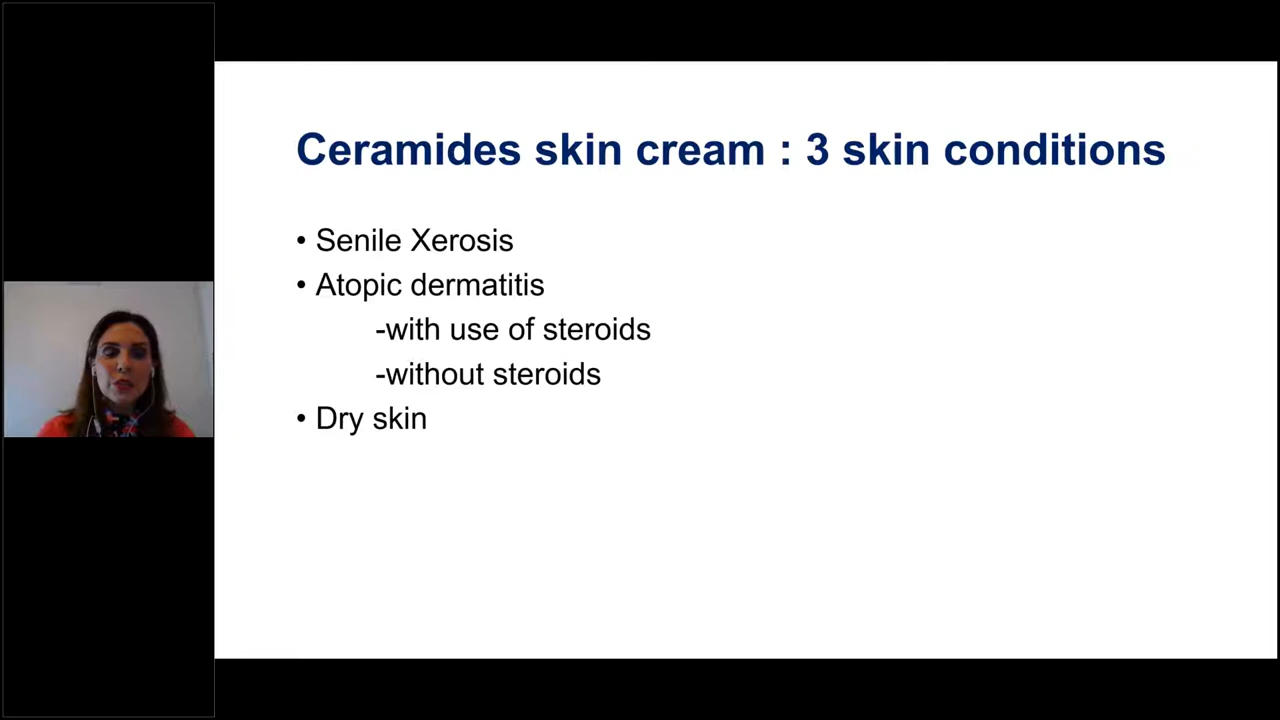 Ceramides skin cream : 3 skin conditions
• Senile Xerosis
• Atopic dermatitis
-with use of steroids
-without steroids
• Dry skin